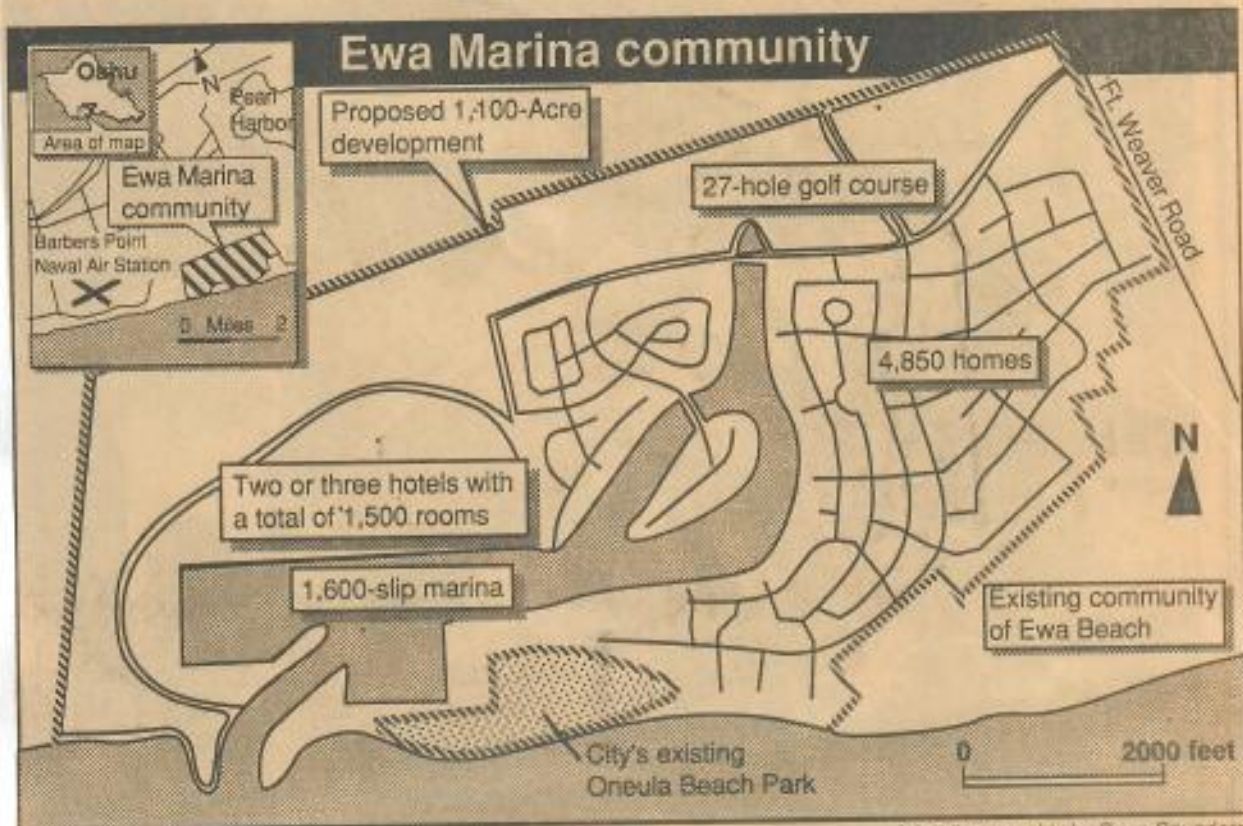 Ewa Marina community
Oahu
Area of map
N
Pearl
Harbor
Ewa Marina
community
Barbers Point
Naval Air Station
0 Miles 2
Proposed 1,100-Acre
development
27-hole golf course
Ft. Weaver Road
4,850 homes
N
Two or three hotels with
a total of 1,500 rooms
1,600-slip marina
Existing community
of Ewa Beach
City's existing
Oneula Beach Park
0 2000 feet